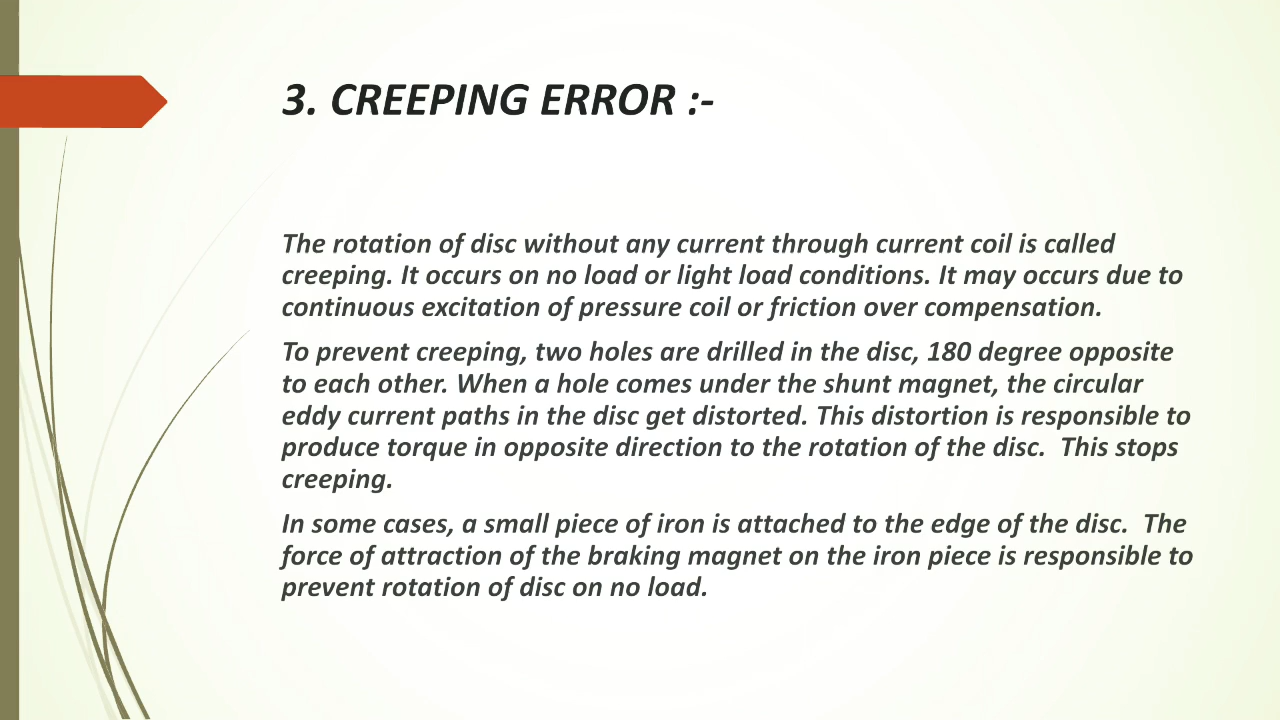 3. CREEPING ERROR :-
The rotation of disc without any current through current coil is called
creeping. It occurs on no load or light load conditions. It may occurs due to
continuous excitation of pressure coil or friction over compensation.
To prevent creeping, two holes are drilled in the disc, 180 degree opposite
to each other. When a hole comes under the shunt magnet, the circular
eddy current paths in the disc get distorted. This distortion is responsible to
produce torque in opposite direction to the rotation of the disc.  This stops
creeping.
In some cases, a small piece of iron is attached to the edge of the disc.  The
force of attraction of the braking magnet on the iron piece is responsible to
prevent rotation of disc on no load.